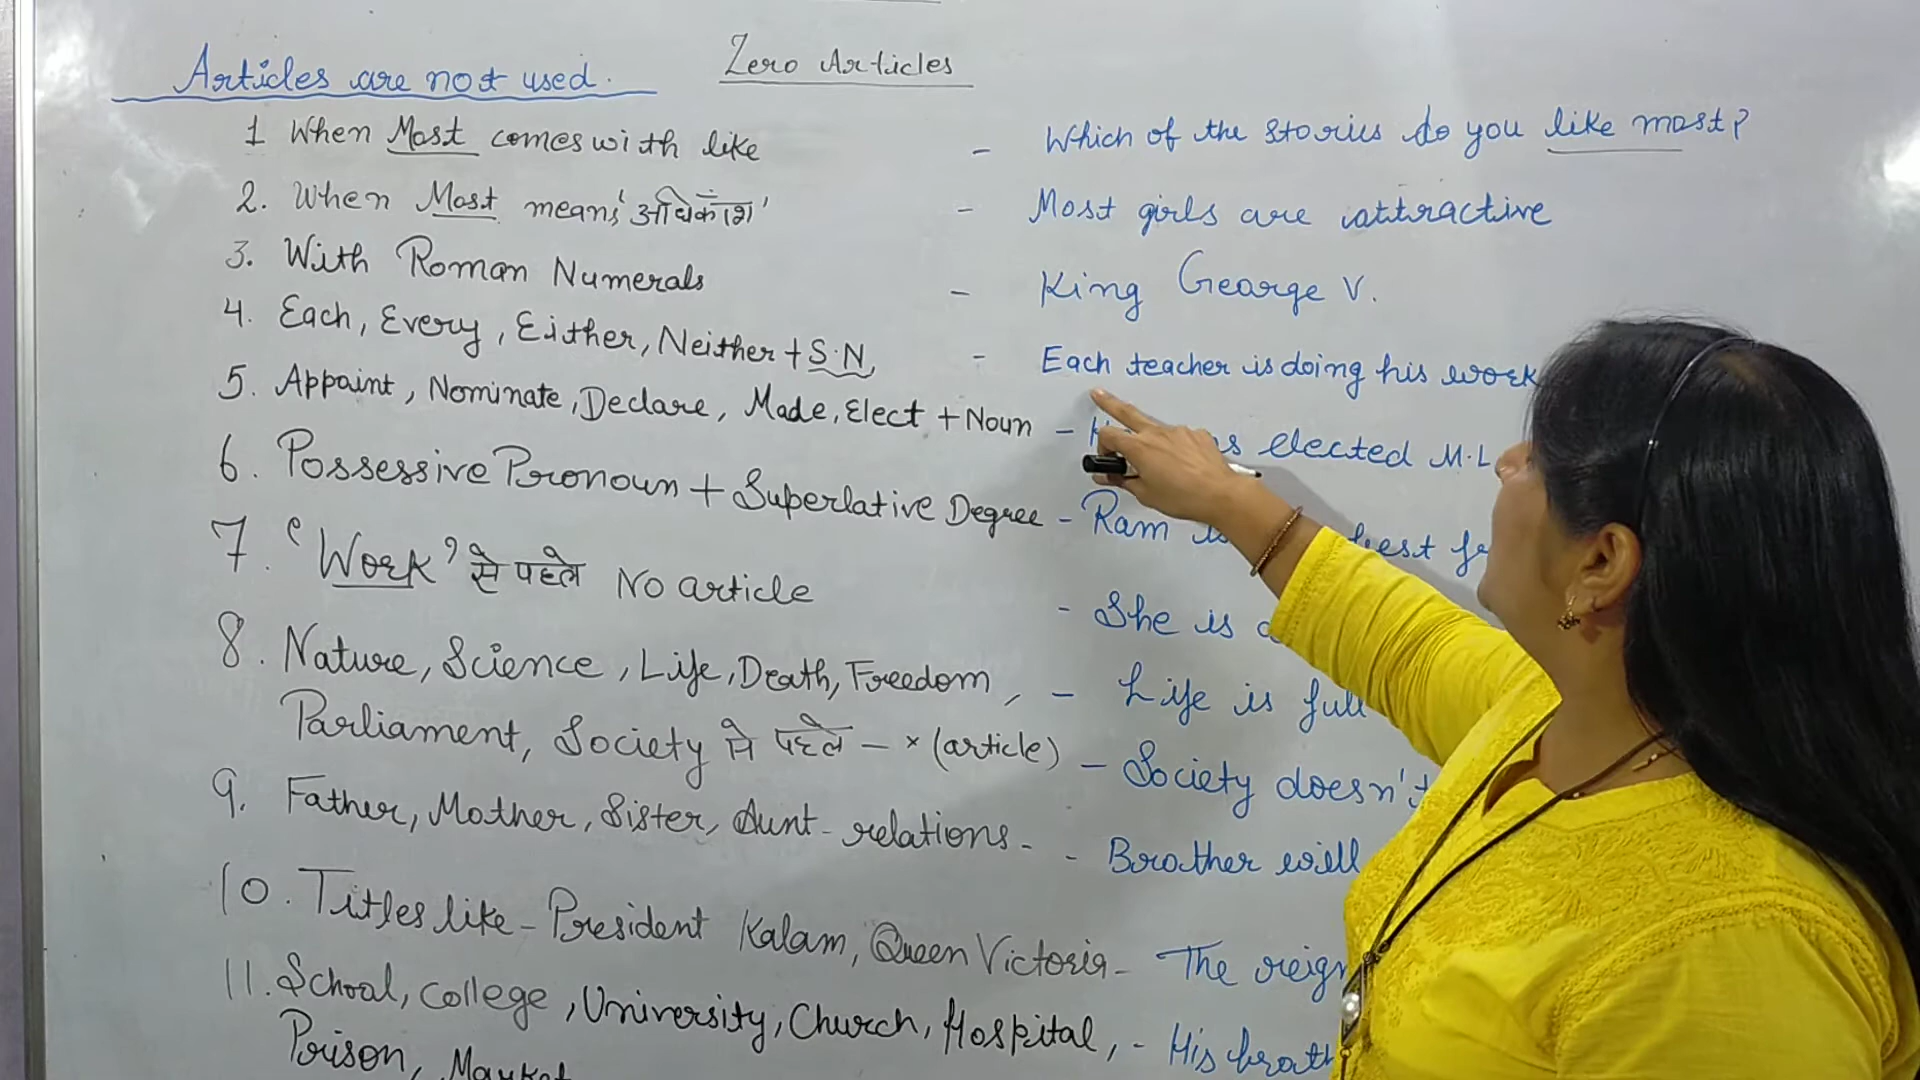 Articles are not used.
Zero Articles
1 When Most comes with like - Which of the stories do you like most?
2. When Most means 'अधिकांश' - Most girls are attractive
3. With Roman Numerals - King George V.
4. Each, Every, Either, Neither + S.N, - Each teacher is doing his work
5. Appoint, Nominate, Declare, Made, Elect + Noun - elected M.L
6. Possessive Pronoun + Superlative Degree - Ram best
7. 'Work' से पहले No article - She is
8. Nature, Science, Life, Death, Freedom, - Life is full
Parliament, Society से पहले - × (article) - Society doesn't
9. Father, Mother, Sister, Aunt - relations - - Brother will
10. Titles like - President Kalam, Queen Victoria - The reign
11. School, College, University, Church, Hospital, - His
Prison, Market